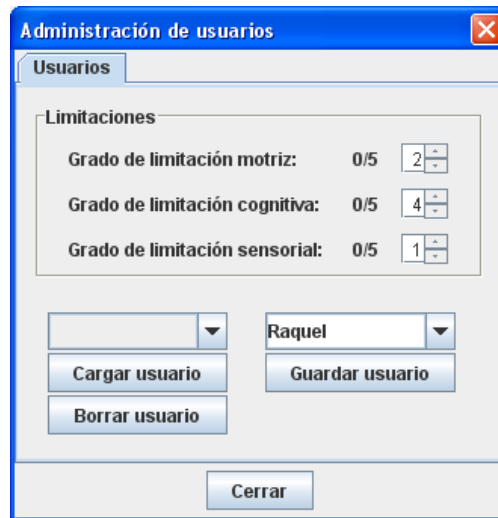 Administración de usuarios
Usuarios
Limitaciones
Grado de limitación motriz: 0/5 2
Grado de limitación cognitiva: 0/5 4
Grado de limitación sensorial: 0/5 1
Raquel
Cargar usuario Guardar usuario
Borrar usuario
Cerrar